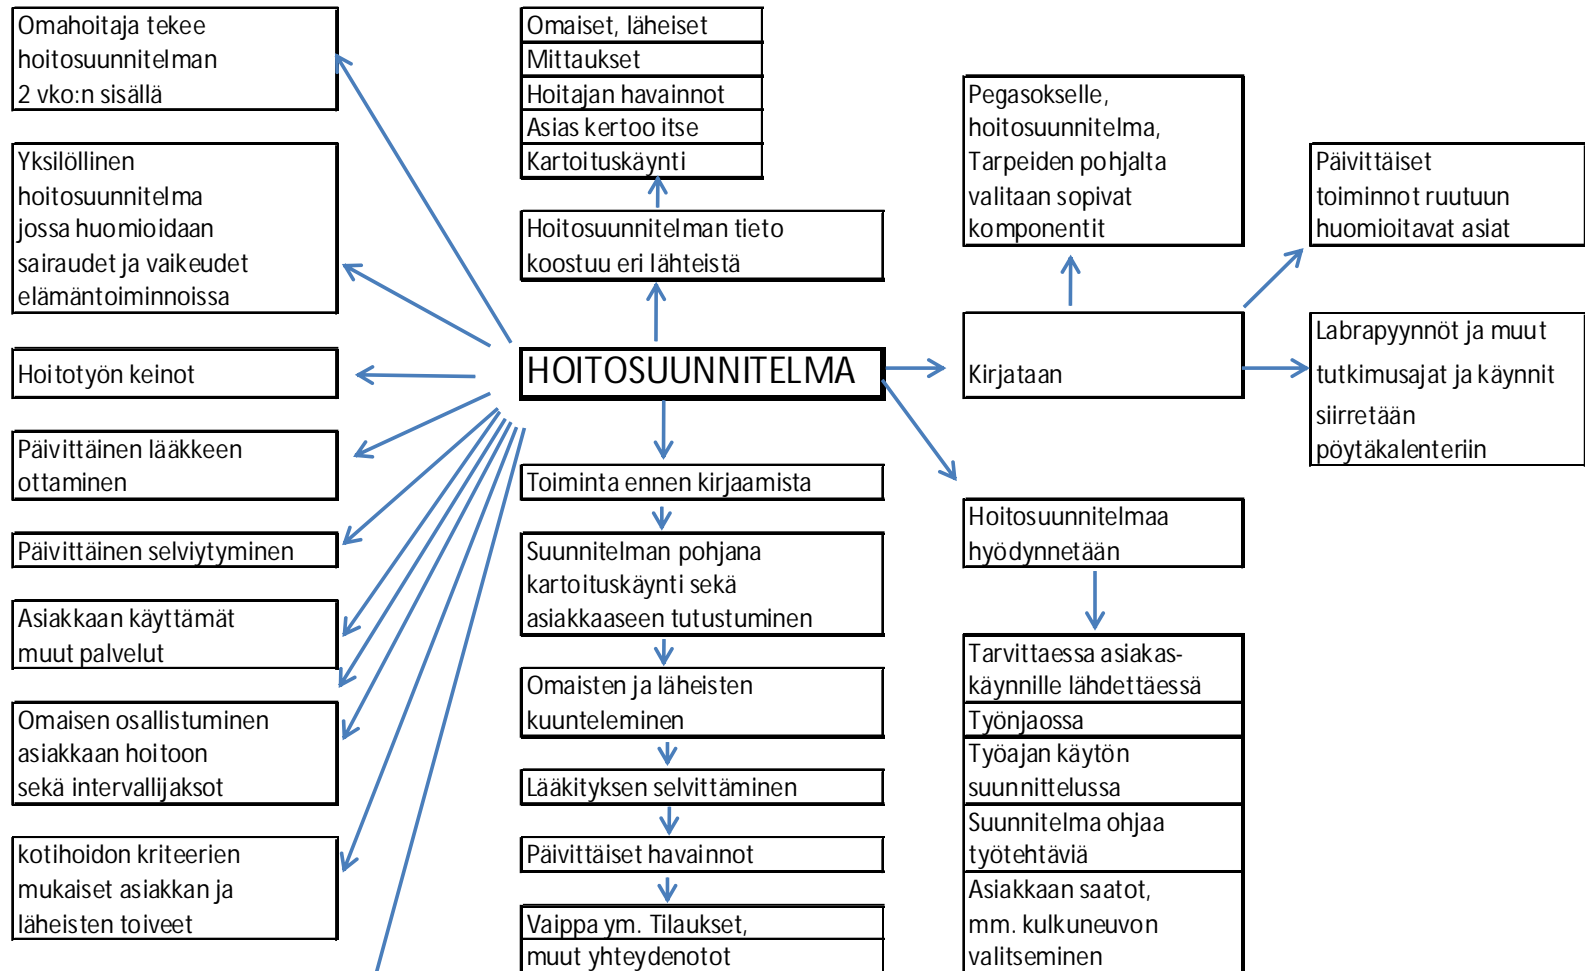 Omahoitaja tekee
hoitosuunnitelman
2 vko:n sisällä
Yksilöllinen
hoitosuunnitelma
jossa huomioidaan
sairaudet ja vaikeudet
elämäntoiminnoissa
Hoitotyön keinot
Päivittäinen lääkkeen
ottaminen
Päivittäinen selviytyminen
Asiakkaan käyttämät
muut palvelut
Omaisen osallistuminen
asiakkaan hoitoon
sekä intervallijaksot
kotihoidon kriteerien
mukaiset asiakkan ja
läheisten toiveet
Omaiset, läheiset
Mittaukset
Hoitajan havainnot
Asias kertoo itse
Kartoituskäynti
Hoitosuunnitelman tieto
koostuu eri lähteistä
HOITOSUUNNITELMA
Toiminta ennen kirjaamista
Suunnitelman pohjana
kartoituskäynti sekä
asiakkaaseen tutustuminen
Omaisten ja läheisten
kuunteleminen
Lääkityksen selvittäminen
Päivittäiset havainnot
Vaippa ym. Tilaukset,
muut yhteydenotot
Pegasokselle,
hoitosuunnitelma,
Tarpeiden pohjalta
valitaan sopivat
komponentit
Kirjataan
Hoitosuunnitelmaa
hyödynnetään
Tarvittaessa asiakas-
käynnille lähdettäessä
Työnjaossa
Työajan käytön
suunnittelussa
Suunnitelma ohjaa
työtehtäviä
Asiakkaan saatot,
mm. kulkuneuvon
valitseminen
Päivittäiset
toiminnot ruutuun
huomioitavat asiat
Labrapyynnöt ja muut
tutkimusajat ja käynnit
siirretään
pöytäkalenteriin